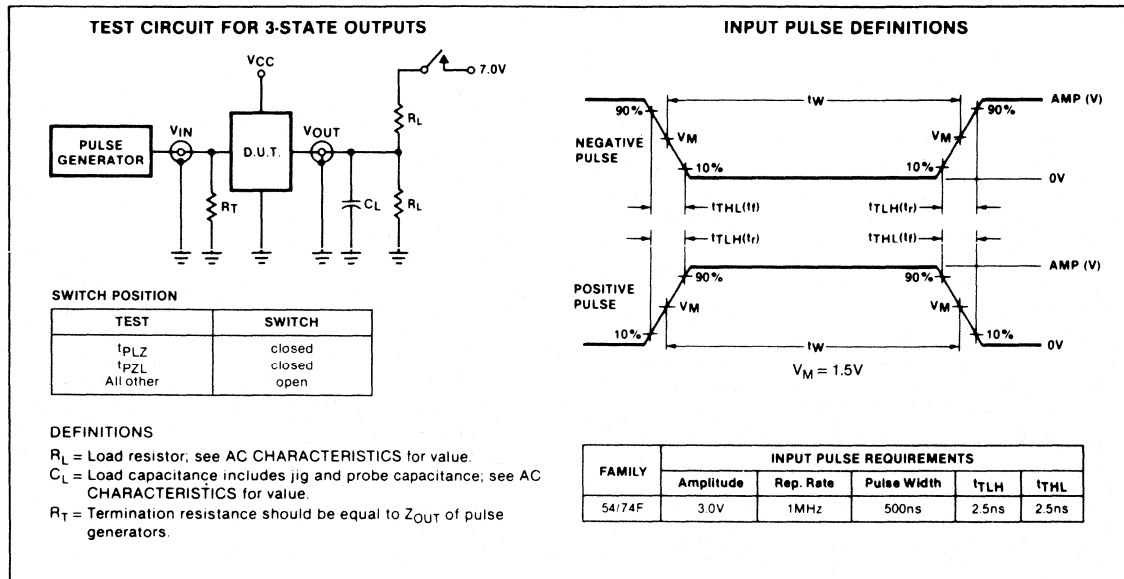 TEST CIRCUIT FOR 3-STATE OUTPUTS
VCC
7.0V
RL
VIN
VOUT
PULSE
GENERATOR
D.U.T.
RT
CL
RL
SWITCH POSITION
TEST SWITCH
tPLZ closed
tPZL closed
All other open
DEFINITIONS
RL = Load resistor; see AC CHARACTERISTICS for value.
CL = Load capacitance includes jig and probe capacitance; see AC
CHARACTERISTICS for value.
RT = Termination resistance should be equal to ZOUT of pulse
generators.
INPUT PULSE DEFINITIONS
tW
AMP (V)
90% 90%
NEGATIVE
PULSE
VM VM
10% 10%
0V
tTHL(tf) tTLH(tr)
tTLH(tr) tTHL(tf)
AMP (V)
90% 90%
POSITIVE
PULSE
VM VM
10% 10%
tW
0V
VM = 1.5V
FAMILY INPUT PULSE REQUIREMENTS
Amplitude Rep. Rate Pulse Width tTLH tTHL
54/74F 3.0V 1MHz 500ns 2.5ns 2.5ns